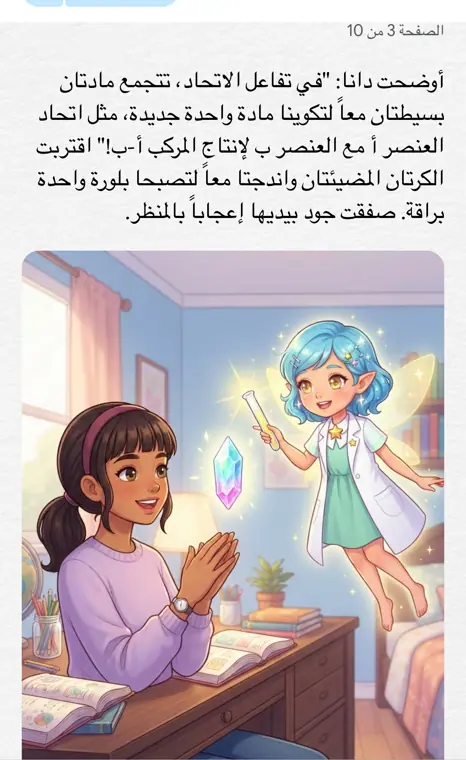 الصفحة 3 من 10
أوضحت دانا: "في تفاعل الاتحاد، تتجمع مادتان
بسيطتان معاً لتكوينا مادة واحدة جديدة، مثل اتحاد
العنصر أ مع العنصر ب لإنتاج المركب أ-ب!" اقتربت
الكرتان المضيئتان واندجتا معاً لتصبحا بلورة واحدة
براقة. صفقت جود بيديها إعجاباً بالمنظر.